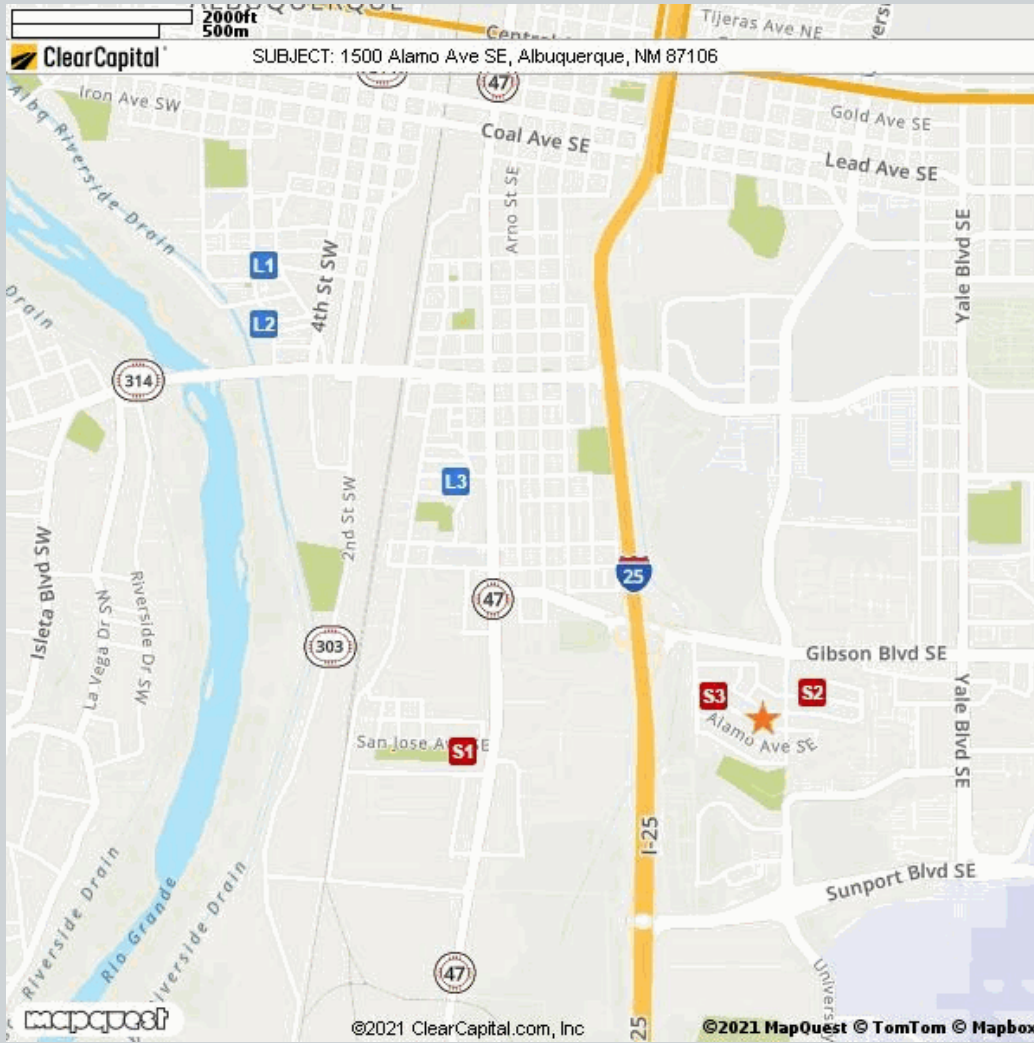 2000ft
500m
ALBUQUERQUE
Central
Tijeras Ave NE
ClearCapital
SUBJECT: 1500 Alamo Ave SE, Albuquerque, NM 87106
47
Iron Ave SW
Gold Ave SE
Coal Ave SE
Lead Ave SE
Albq Riverside Drain
Arno St SE
Yale Blvd SE
L1
4th St SW
L2
Drain
314
L3
2nd St SW
Isleta Blvd SW
La Vega Dr SW
Riverside Dr SW
25
47
303
Gibson Blvd SE
S3
S2
Alamo Ave SE
Yale Blvd SE
San Jose Ave SE
S1
I-25
Sunport Blvd SE
Riverside Drain
Rio Grande
Riverside Drain
47
25
mapquest
©2021 ClearCapital.com, Inc
©2021 MapQuest © TomTom © Mapbox